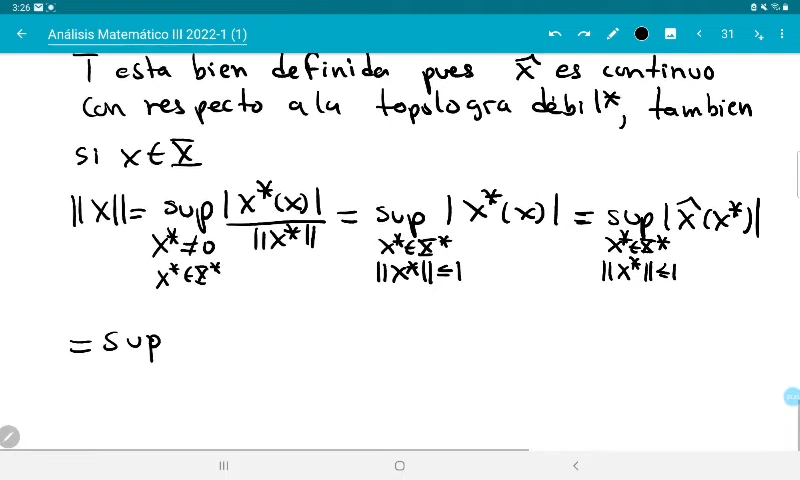 3:26
Análisis Matemático III 2022-1 (1)
31
T esta bien definida pues x̂ es continuo
con respecto a la topologia débil*, tambien
si x ∈ X
||x|| = sup |x*(x)| / ||x*|| = sup |x*(x)| = sup |x̂(x*)|
x* ≠ 0 x* ∈ X* x* ∈ X*
x* ∈ X* ||x*|| ≤ 1 ||x*|| ≤ 1
= sup